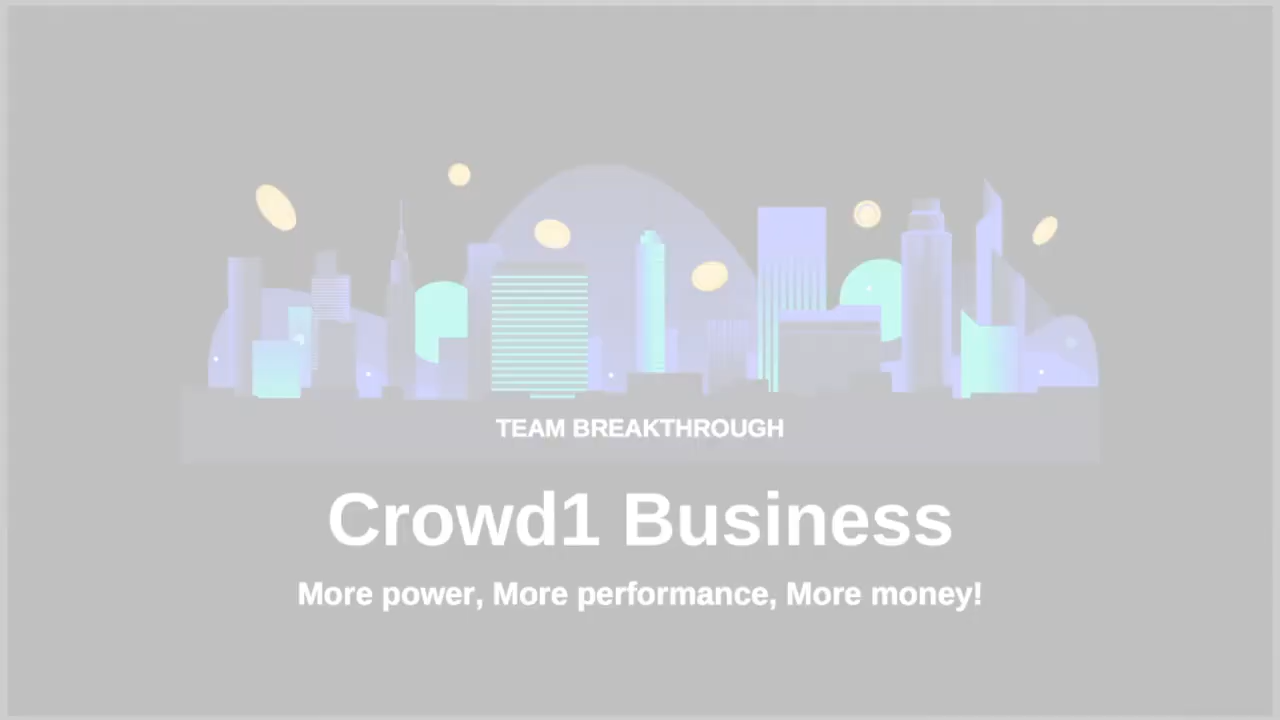 TEAM BREAKTHROUGH
Crowd1 Business
More power, More performance, More money!